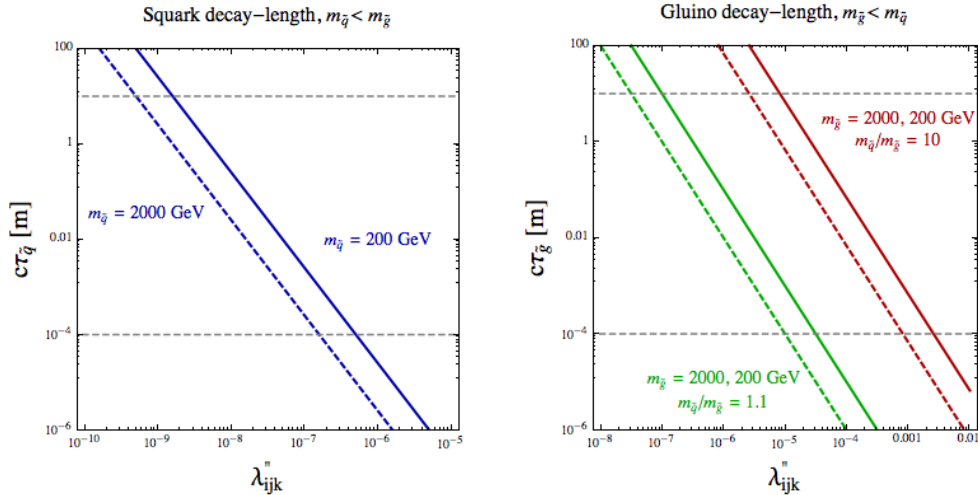 Squark decay−length, m_q̃ < m_g̃
cτ_q̃ [m]
100
1
0.01
10⁻⁴
10⁻⁶
m_q̃ = 2000 GeV
m_q̃ = 200 GeV
10⁻¹⁰
10⁻⁹
10⁻⁸
10⁻⁷
10⁻⁶
10⁻⁵
λ''_ijk
Gluino decay−length, m_g̃ < m_q̃
cτ_g̃ [m]
100
1
0.01
10⁻⁴
10⁻⁶
m_g̃ = 2000, 200 GeV
m_q̃/m_g̃ = 10
m_g̃ = 2000, 200 GeV
m_q̃/m_g̃ = 1.1
10⁻⁸
10⁻⁷
10⁻⁶
10⁻⁵
10⁻⁴
0.001
0.01
λ''_ijk